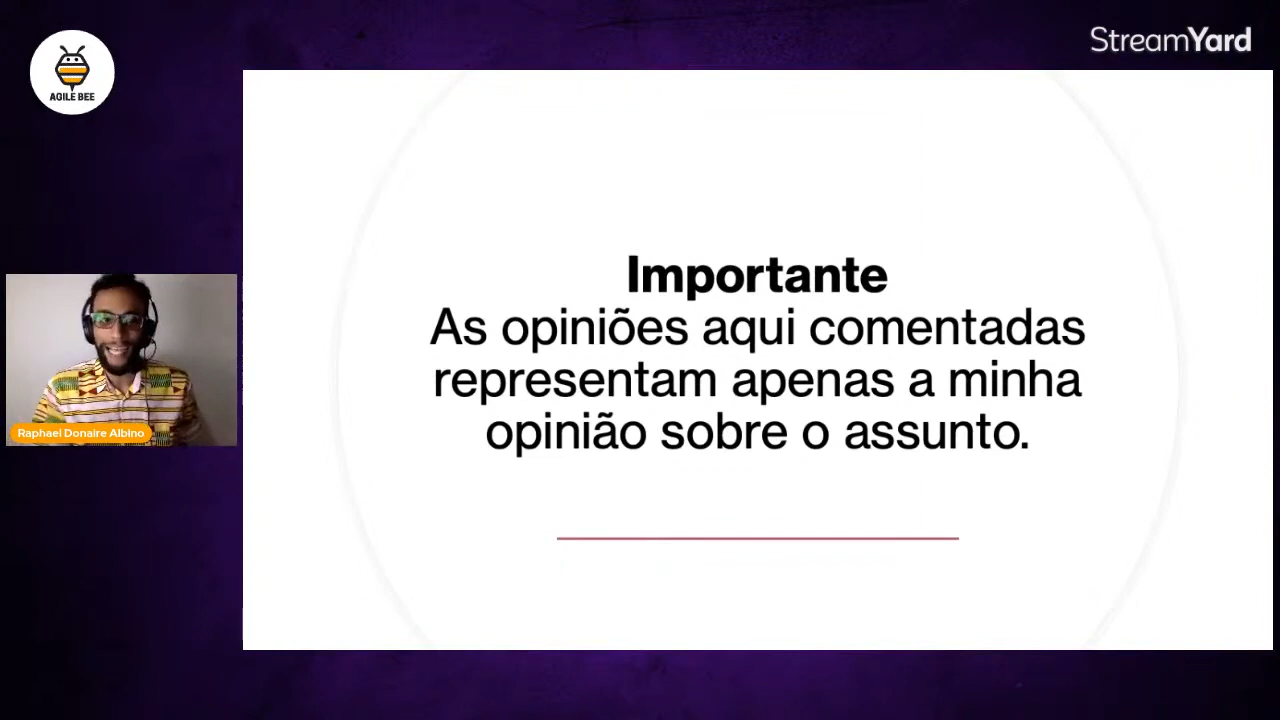 AGILE BEE
StreamYard
Importante
As opiniões aqui comentadas
representam apenas a minha
opinião sobre o assunto.
Raphael Donaire Albino